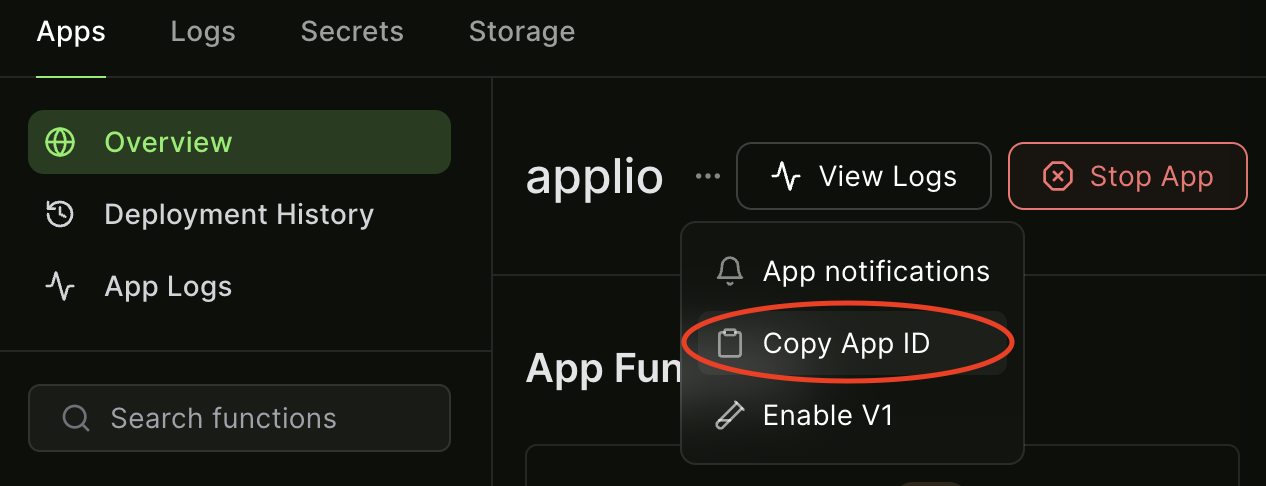 Apps Logs Secrets Storage
Overview
Deployment History
App Logs
Search functions
applio ... View Logs Stop App
App notifications
Copy App ID
Enable V1
App Fun